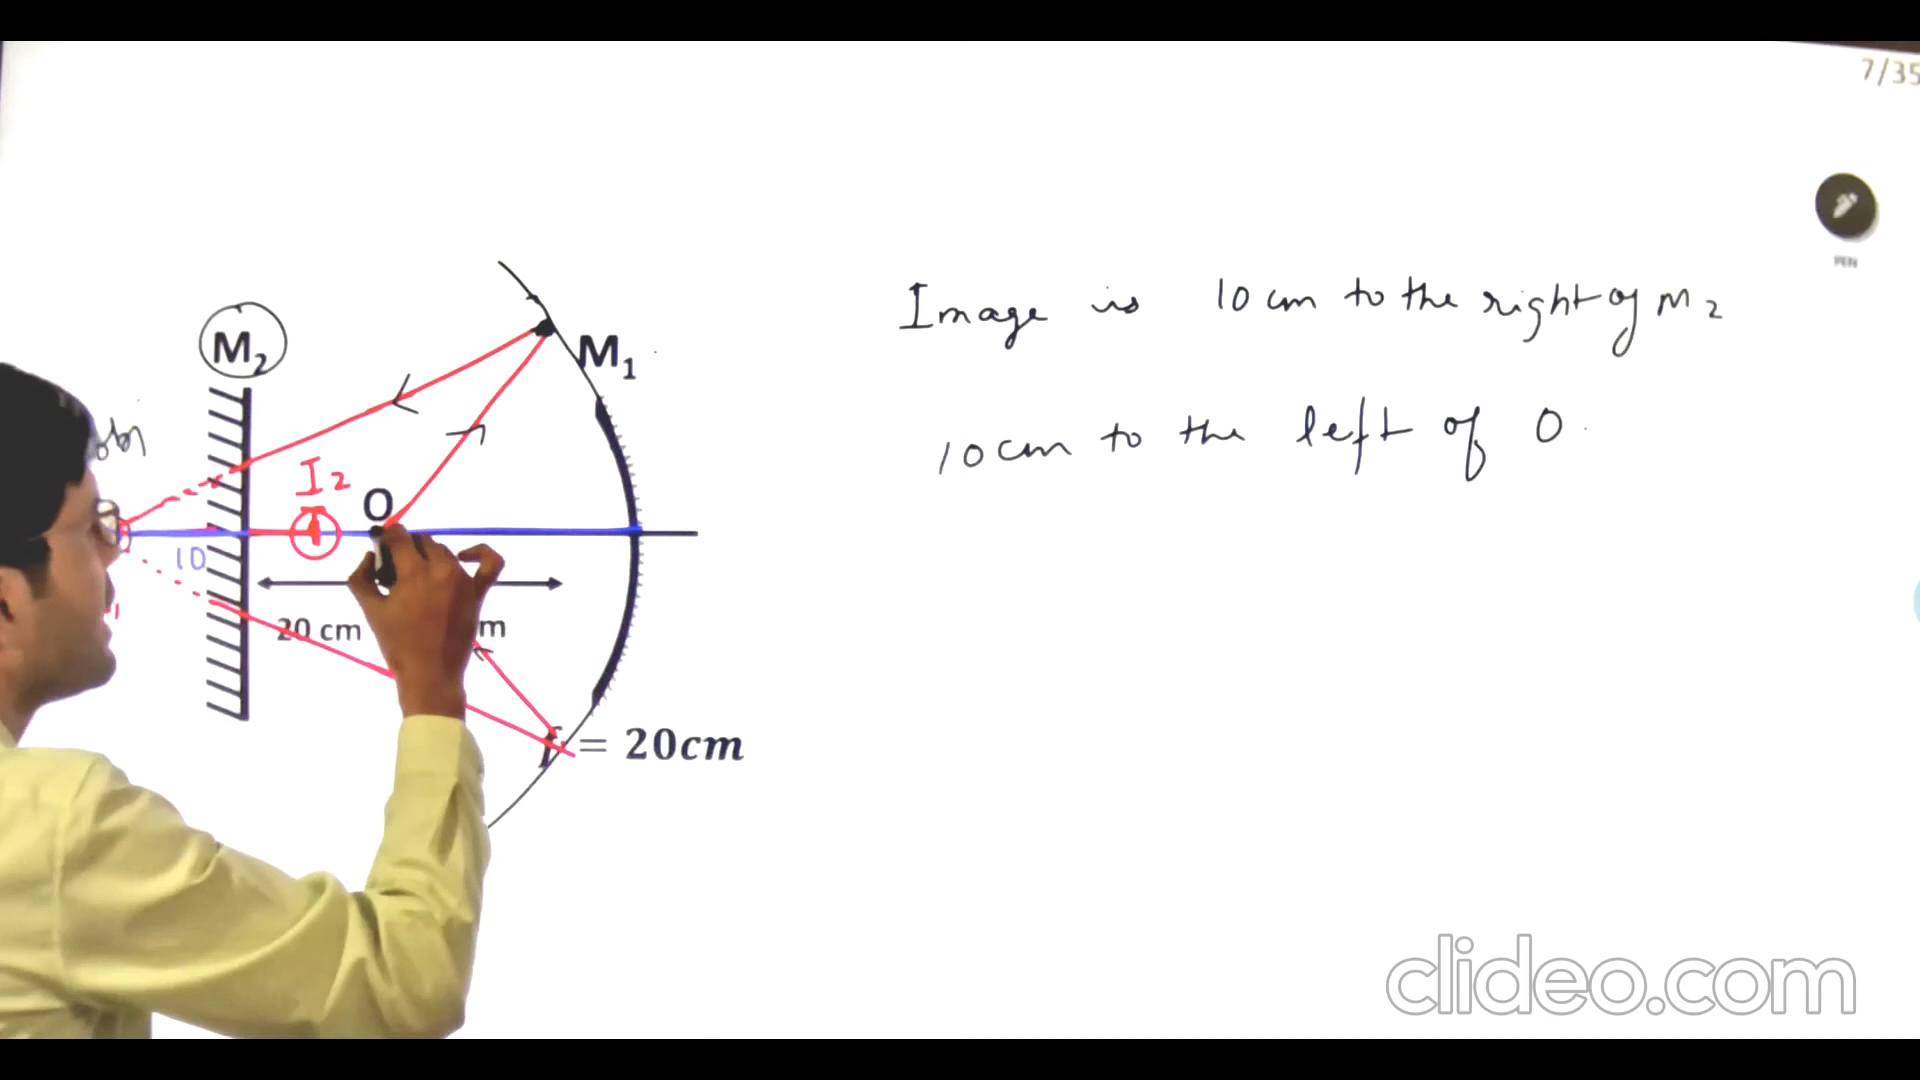 7/35
PEN
Image is 10 cm to the right of M2
10 cm to the left of O
M2
M1
obj
I2
O
10
20 cm
m
= 20cm
clideo.com